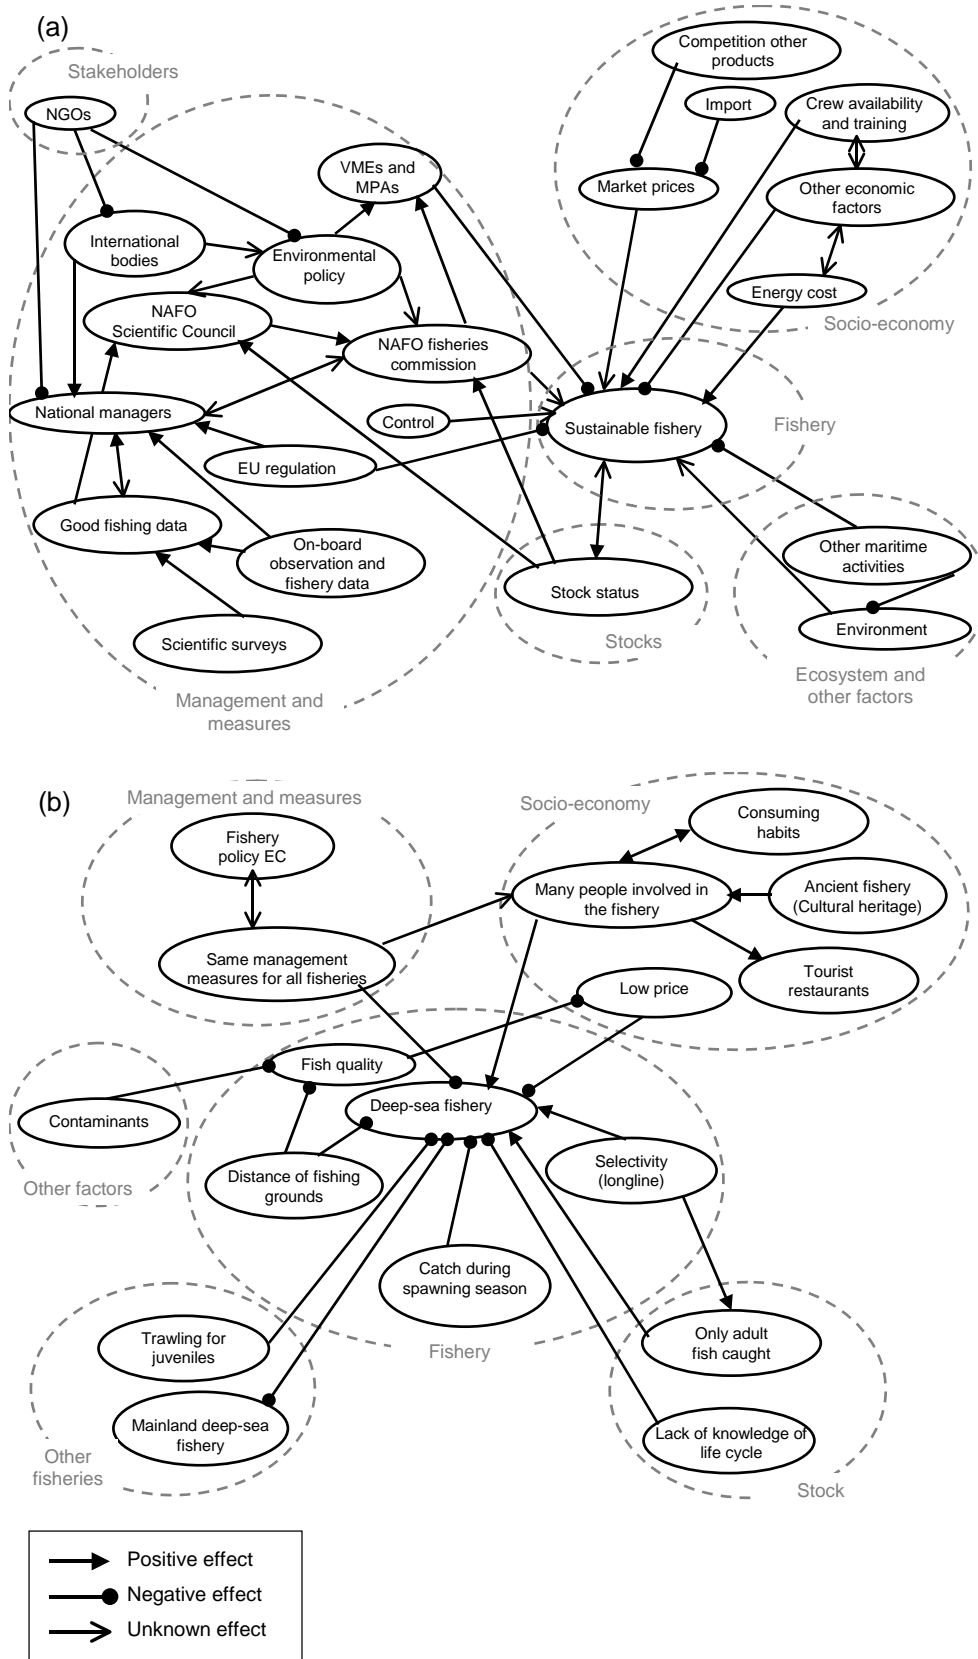 (a)
Stakeholders
NGOs
Competition other
products
Import
Crew availability
and training
VMEs and
MPAs
Market prices
Other economic
factors
International
bodies
Environmental
policy
Energy cost
Socio-economy
NAFO
Scientific Council
NAFO fisheries
commission
National managers
Control
Sustainable fishery
Fishery
EU regulation
Good fishing data
On-board
observation and
fishery data
Other maritime
activities
Stock status
Scientific surveys
Stocks
Environment
Management and
measures
Ecosystem and
other factors
(b)
Management and measures
Socio-economy
Fishery
policy EC
Consuming
habits
Many people involved in
the fishery
Ancient fishery
(Cultural heritage)
Same management
measures for all fisheries
Low price
Tourist
restaurants
Fish quality
Deep-sea fishery
Contaminants
Other factors
Distance of fishing
grounds
Selectivity
(longline)
Catch during
spawning season
Fishery
Trawling for
juveniles
Only adult
fish caught
Mainland deep-sea
fishery
Lack of knowledge of
life cycle
Other
fisheries
Stock
Positive effect
Negative effect
Unknown effect